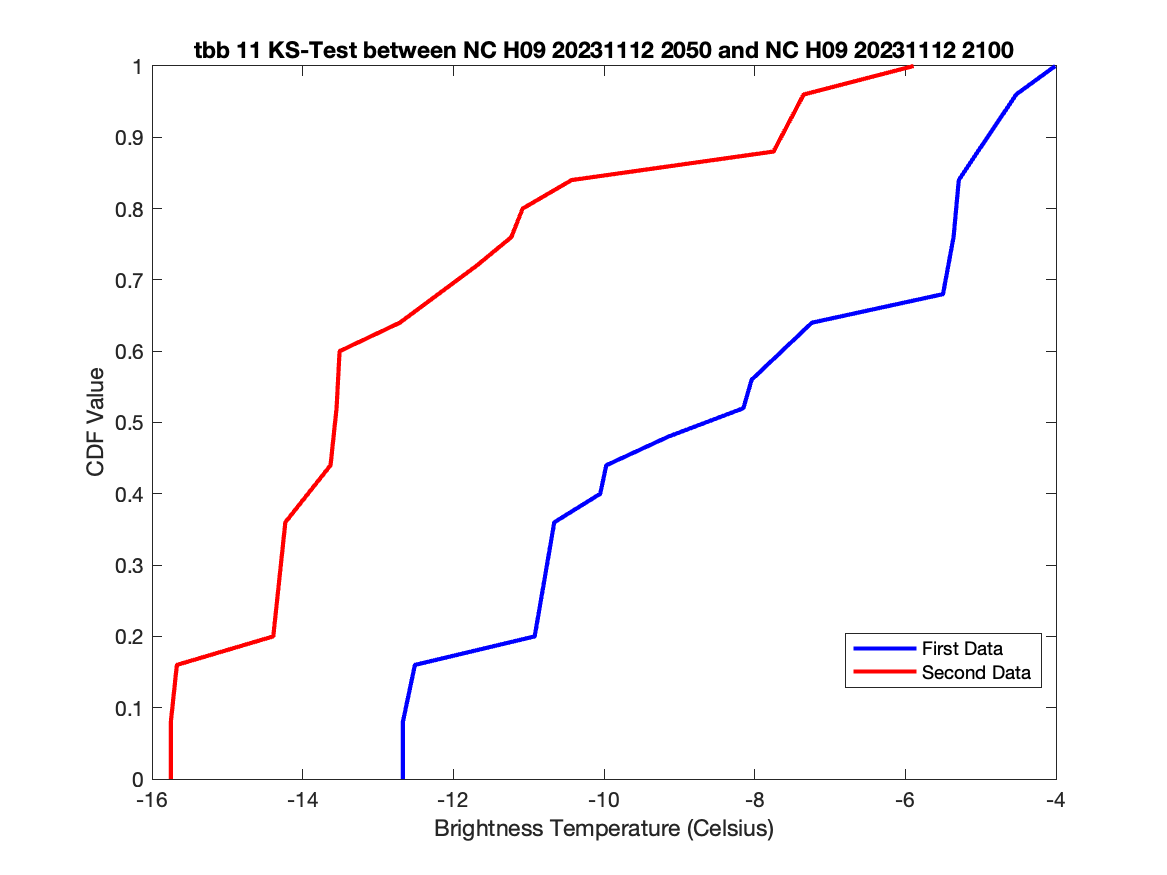 tbb 11 KS-Test between NC H09 20231112 2050 and NC H09 20231112 2100
1
0.9
0.8
0.7
0.6
0.5
0.4
0.3
0.2
0.1
0
CDF Value
First Data
Second Data
-16 -14 -12 -10 -8 -6 -4
Brightness Temperature (Celsius)